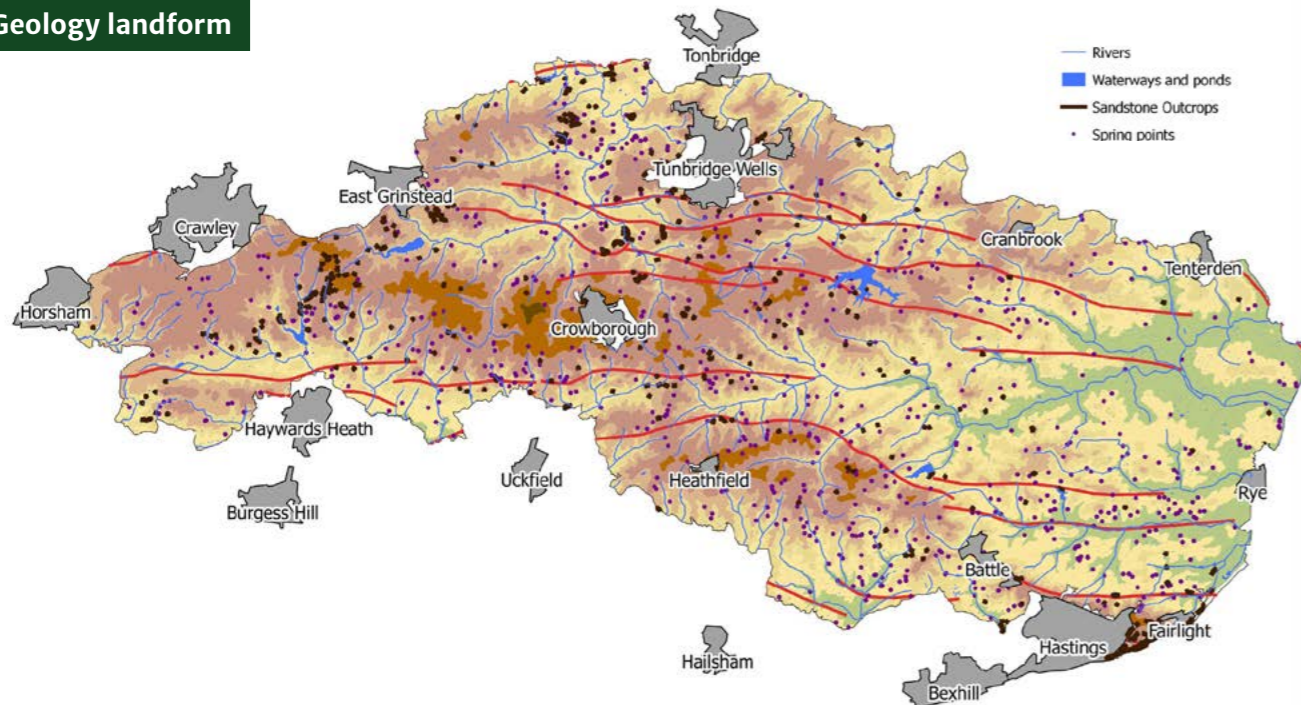 Geology landform
Tonbridge
Rivers
Waterways and ponds
Sandstone Outcrops
Spring points
Tunbridge Wells
East Grinstead
Crawley
Cranbrook
Tenterden
Horsham
Crowborough
Haywards Heath
Uckfield
Heathfield
Burgess Hill
Rye
Battle
Fairlight
Hastings
Hailsham
Bexhill